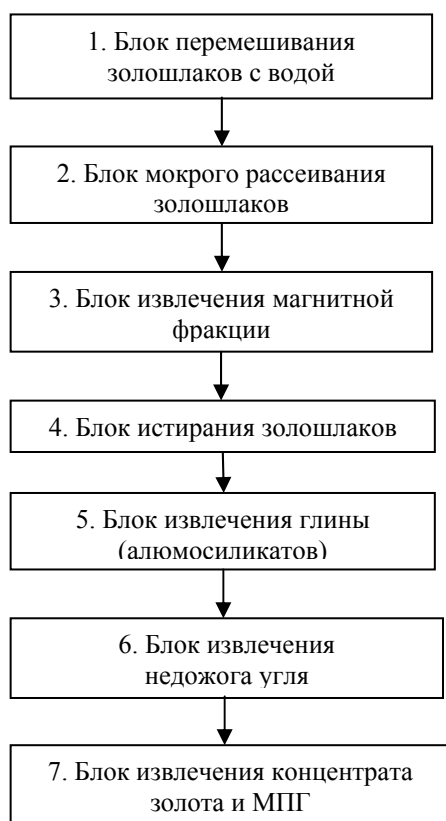 1. Блок перемешивания
золошлаков с водой
2. Блок мокрого рассеивания
золошлаков
3. Блок извлечения магнитной
фракции
4. Блок истирания золошлаков
5. Блок извлечения глины
(алюмосиликатов)
6. Блок извлечения
недожога угля
7. Блок извлечения концентрата
золота и МПГ